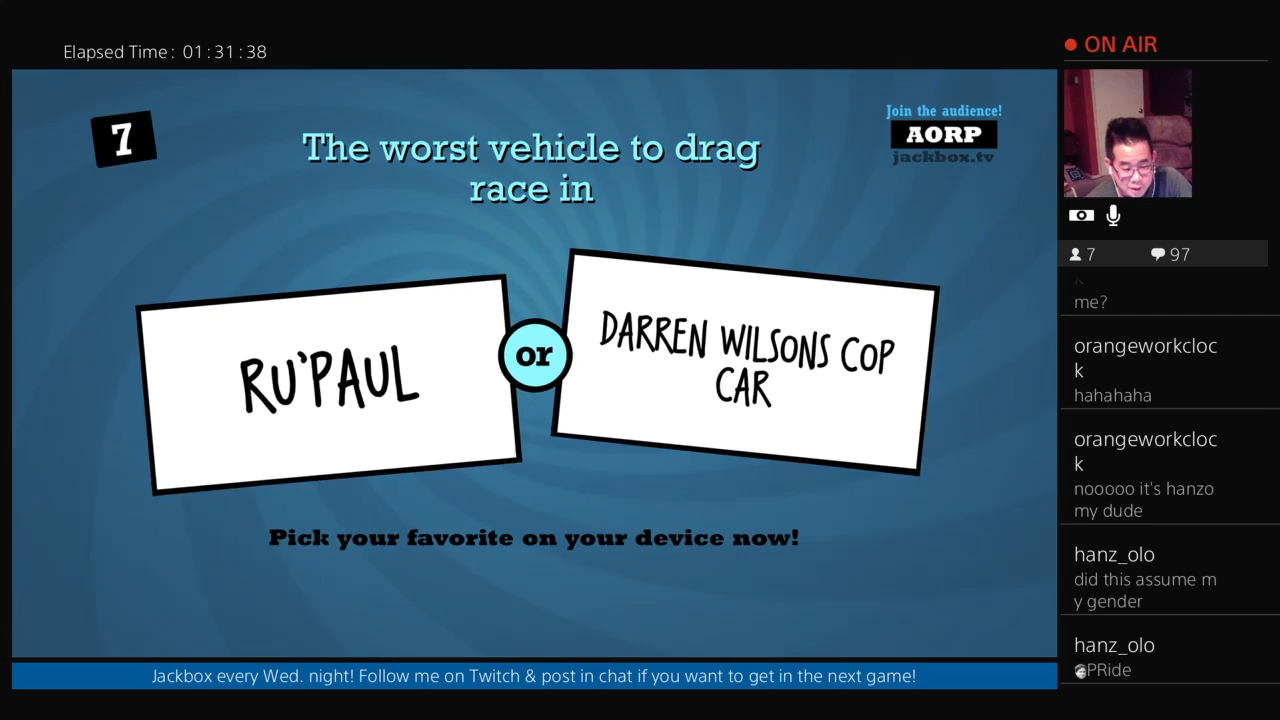 Elapsed Time: 01:31:38
ON AIR
7
The worst vehicle to drag
race in
Join the audience!
AORP
jackbox.tv
RU'PAUL
or
DARREN WILSONS COP
CAR
Pick your favorite on your device now!
Jackbox every Wed. night! Follow me on Twitch & post in chat if you want to get in the next game!
7 97
me?
orangeworkcloc
k
hahahaha
orangeworkcloc
k
nooooo it's hanzo
my dude
hanz_olo
did this assume m
y gender
hanz_olo
PRide